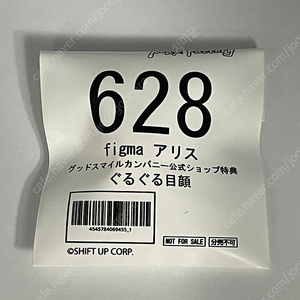 628
figma アリス
グッドスマイルカンパニー公式ショップ特典
ぐるぐる目顔
4545784069455_1
NOT FOR SALE 分売不可
©SHIFT UP CORP.